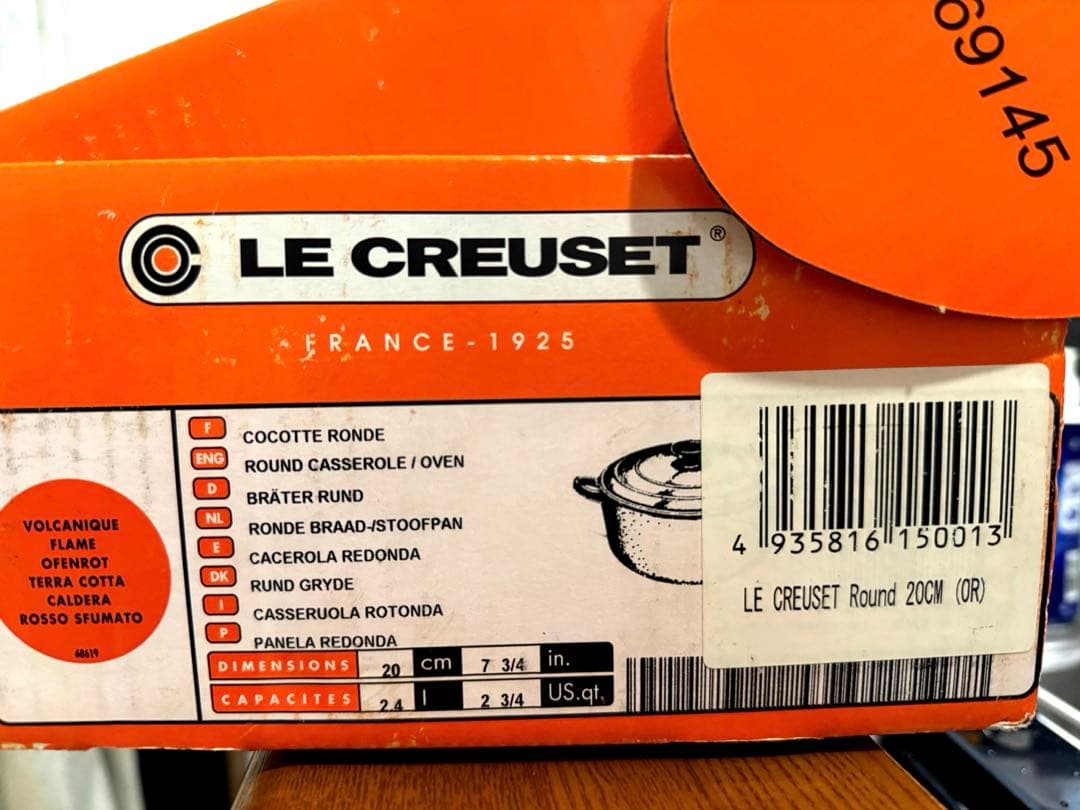 69145
LE CREUSET®
FRANCE-1925
F COCOTTE RONDE
ENG ROUND CASSEROLE / OVEN
D BRÄTER RUND
NL RONDE BRAAD-/STOOFPAN
E CACEROLA REDONDA
DK RUND GRYDE
I CASSERUOLA ROTONDA
P PANELA REDONDA
VOLCANIQUE
FLAME
OFENROT
TERRA COTTA
CALDERA
ROSSO SFUMATO
68619
DIMENSIONS 20 cm 7 3/4 in.
CAPACITES 2.4 l 2 3/4 US.qt.
4 935816 150013
LE CREUSET Round 20CM (OR)